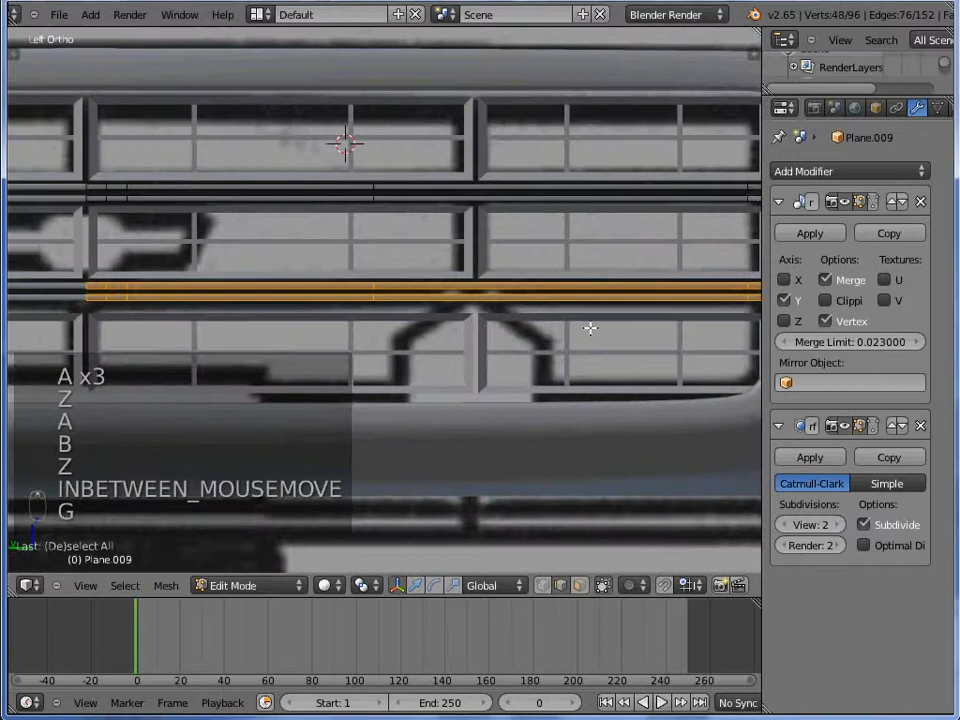 File Add Render Window Help Default Scene Blender Render v2.65 | Verts:48/96 | Edges:76/152 | Fa
Left Ortho
View Search All Scen
RenderLayers
Plane.009
Add Modifier
Apply Copy
Axis: Options: Textures:
X Merge U
Y Clippi V
Z Vertex
Merge Limit: 0.023000
Mirror Object:
Apply Copy
Catmull-Clark Simple
Subdivisions: Options:
View: 2 Subdivide
Render: 2 Optimal Di
A x3
Z
A
B
Z
INBETWEEN_MOUSEMOVE
G
Last: (De)select All
(0) Plane.009
View Select Mesh Edit Mode Global
-40 -20 0 20 40 60 80 100 120 140 160 180 200 220 240 260
View Marker Frame Playback Start: 1 End: 250 0 No Sync